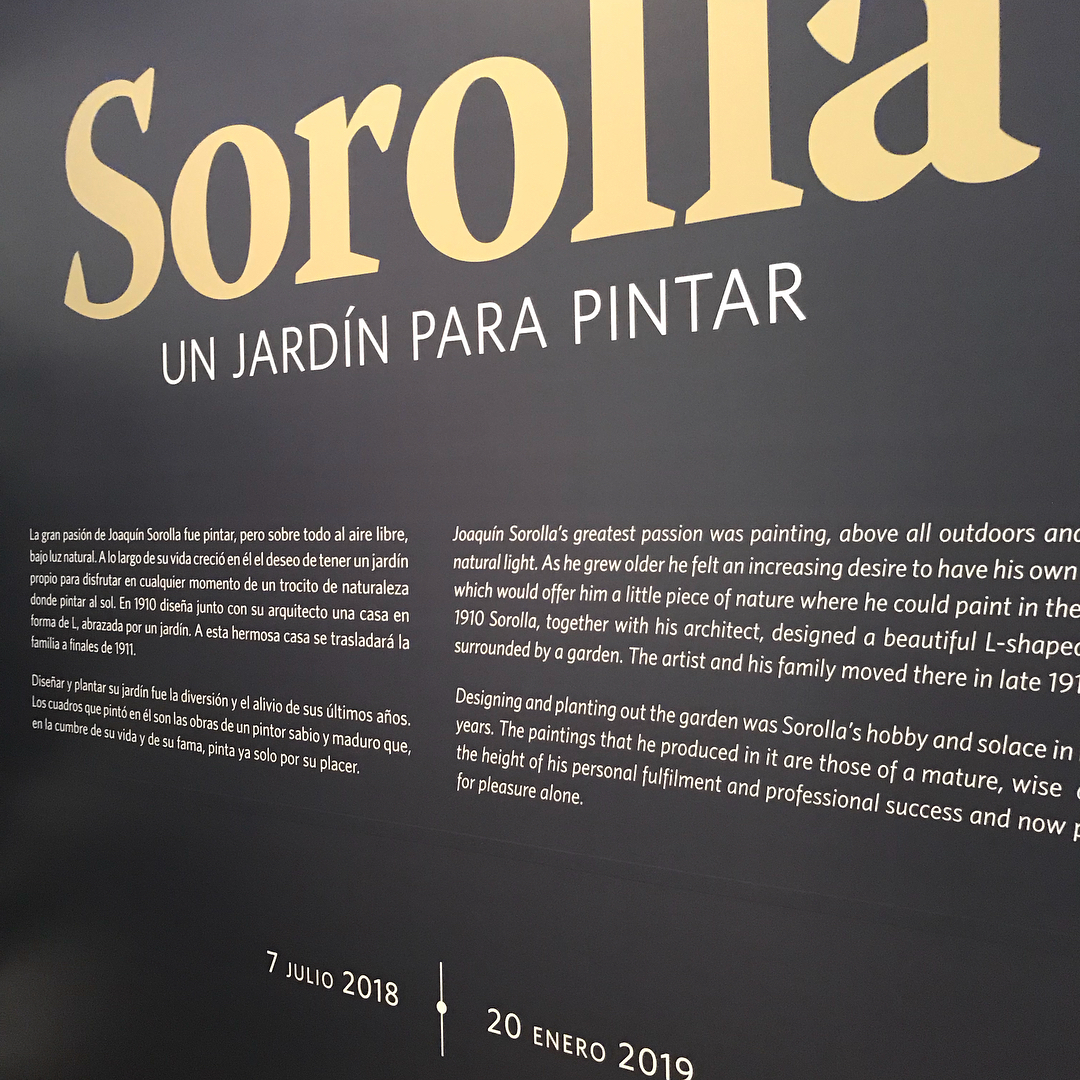 Sorolla
UN JARDÍN PARA PINTAR
La gran pasión de Joaquín Sorolla fue pintar, pero sobre todo al aire libre,
bajo luz natural. A lo largo de su vida creció en él el deseo de tener un jardín
propio para disfrutar en cualquier momento de un trocito de naturaleza
donde pintar al sol. En 1910 diseña junto con su arquitecto una casa en
forma de L, abrazada por un jardín. A esta hermosa casa se trasladará la
familia a finales de 1911.
Diseñar y plantar su jardín fue la diversión y el alivio de sus últimos años.
Los cuadros que pintó en él son las obras de un pintor sabio y maduro que,
en la cumbre de su vida y de su fama, pinta ya solo por su placer.
Joaquín Sorolla's greatest passion was painting, above all outdoors and
natural light. As he grew older he felt an increasing desire to have his own
which would offer him a little piece of nature where he could paint in the
1910 Sorolla, together with his architect, designed a beautiful L-shaped
surrounded by a garden. The artist and his family moved there in late 191
Designing and planting out the garden was Sorolla's hobby and solace in
years. The paintings that he produced in it are those of a mature, wise
the height of his personal fulfilment and professional success and now
for pleasure alone.
7 JULIO 2018
20 ENERO 2019